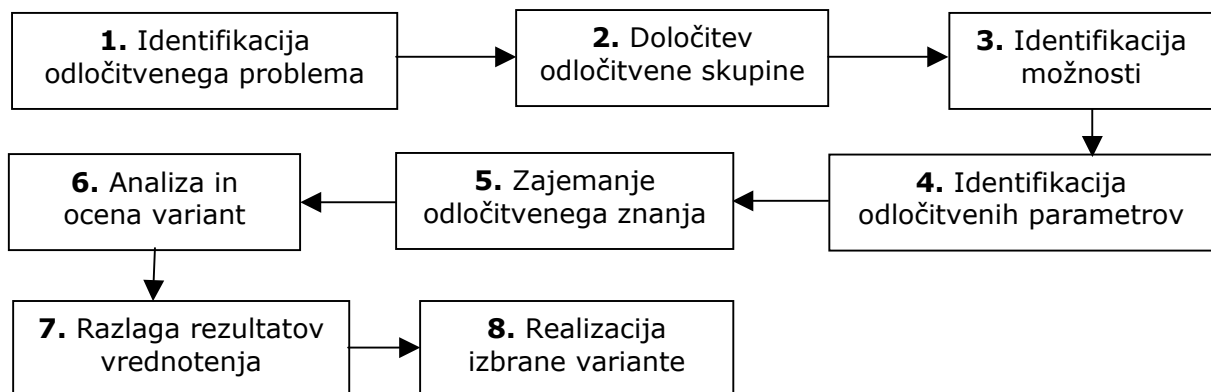 1. Identifikacija
odločitvenega problema
2. Določitev
odločitvene skupine
3. Identifikacija
možnosti
4. Identifikacija
odločitvenih parametrov
5. Zajemanje
odločitvenega znanja
6. Analiza in
ocena variant
7. Razlaga rezultatov
vrednotenja
8. Realizacija
izbrane variante